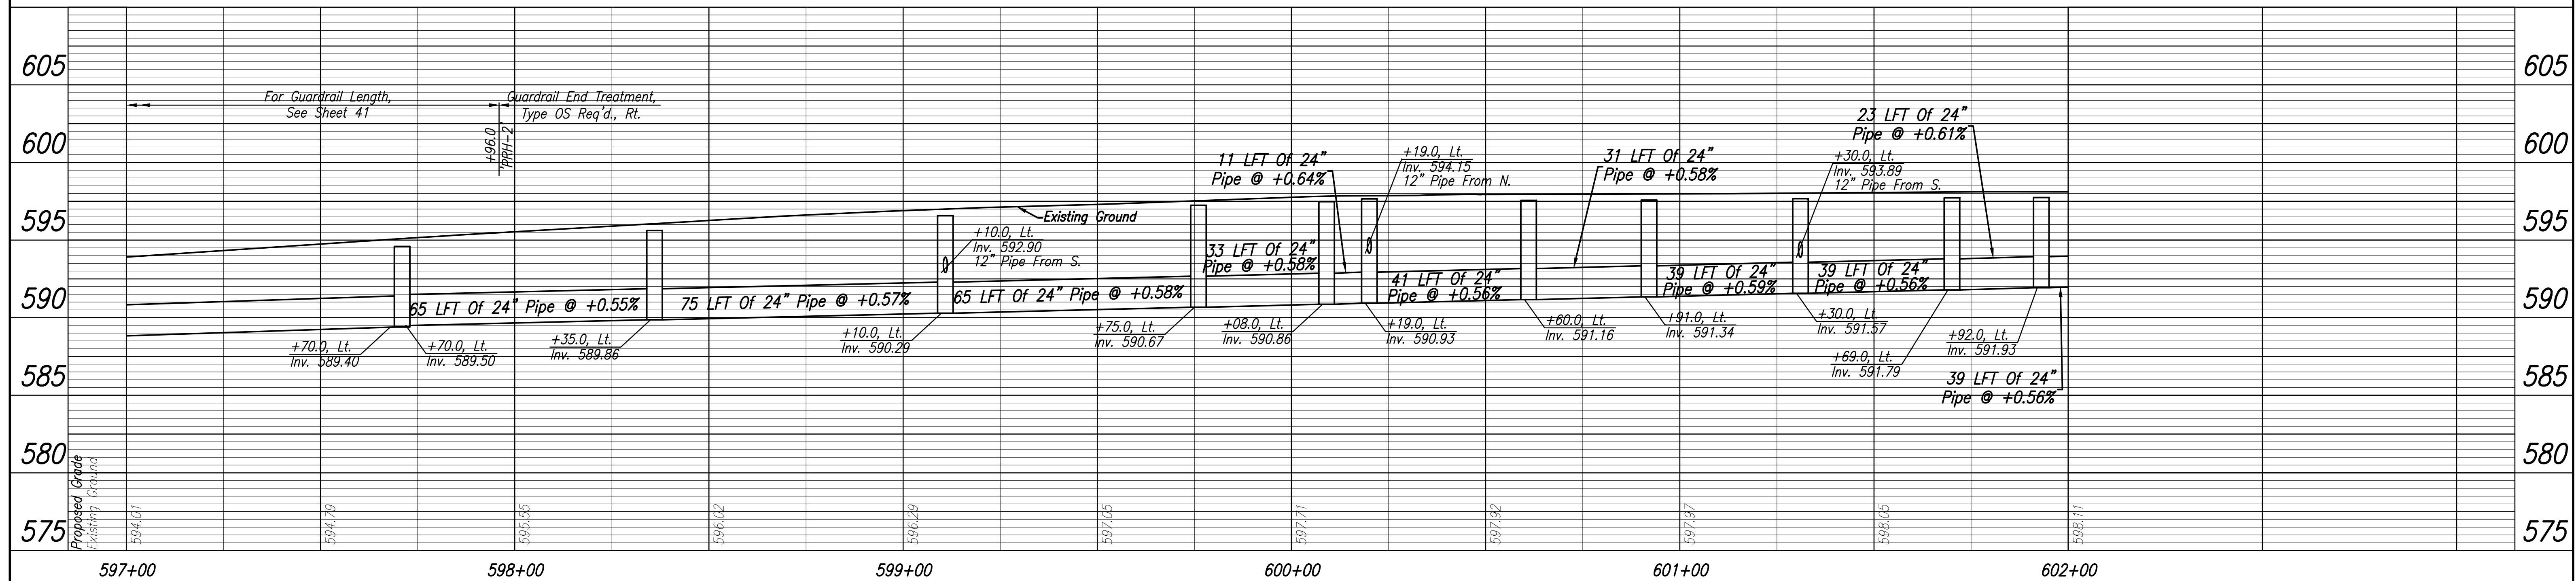 605
605
For Guardrail Length,
See Sheet 41
Guardrail End Treatment,
Type OS Req'd., Rt.
+96.0
'PRH-2'
600
600
23 LFT Of 24"
Pipe @ +0.61%
11 LFT Of 24"
Pipe @ +0.64%
+19.0, Lt.
Inv. 594.15
12" Pipe From N.
31 LFT Of 24"
Pipe @ +0.58%
+30.0, Lt.
Inv. 593.89
12" Pipe From S.
595
595
Existing Ground
+10.0, Lt.
Inv. 592.90
12" Pipe From S.
33 LFT Of 24"
Pipe @ +0.58%
590
590
65 LFT Of 24" Pipe @ +0.55%
75 LFT Of 24" Pipe @ +0.57%
65 LFT Of 24" Pipe @ +0.58%
41 LFT Of 24"
Pipe @ +0.56%
39 LFT Of 24"
Pipe @ +0.59%
39 LFT Of 24"
Pipe @ +0.56%
+70.0, Lt.
Inv. 589.40
+70.0, Lt.
Inv. 589.50
+35.0, Lt.
Inv. 589.86
+10.0, Lt.
Inv. 590.29
+75.0, Lt.
Inv. 590.67
+08.0, Lt.
Inv. 590.86
+19.0, Lt.
Inv. 590.93
+60.0, Lt.
Inv. 591.16
+91.0, Lt.
Inv. 591.34
+30.0, Lt.
Inv. 591.57
+69.0, Lt.
Inv. 591.79
+92.0, Lt.
Inv. 591.93
585
585
39 LFT Of 24"
Pipe @ +0.56%
580
580
575
575
Proposed Grade
Existing Ground
594.01
594.79
595.55
596.02
596.29
597.05
597.71
597.92
597.97
598.05
598.11
597+00
598+00
599+00
600+00
601+00
602+00